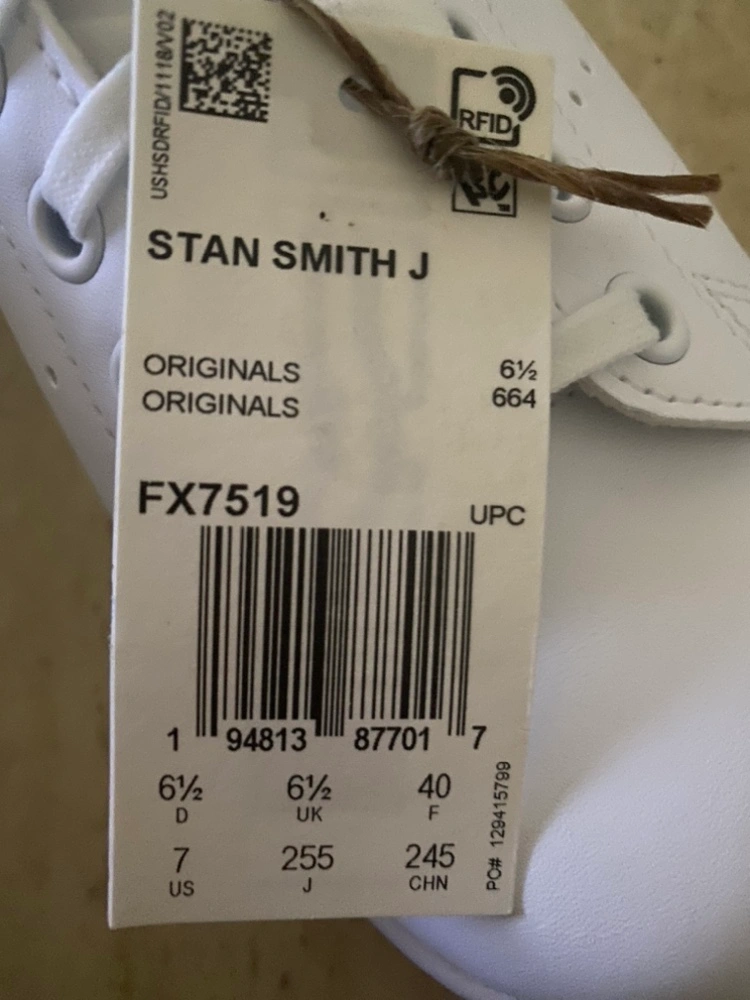 USHSDRFID/1118/V02
RFID
STAN SMITH J
ORIGINALS 6½
ORIGINALS 664
FX7519
UPC
1 94813 87701 7
6½ 6½ 40
D UK F
7 255 245
US J CHN
PO# 129415799